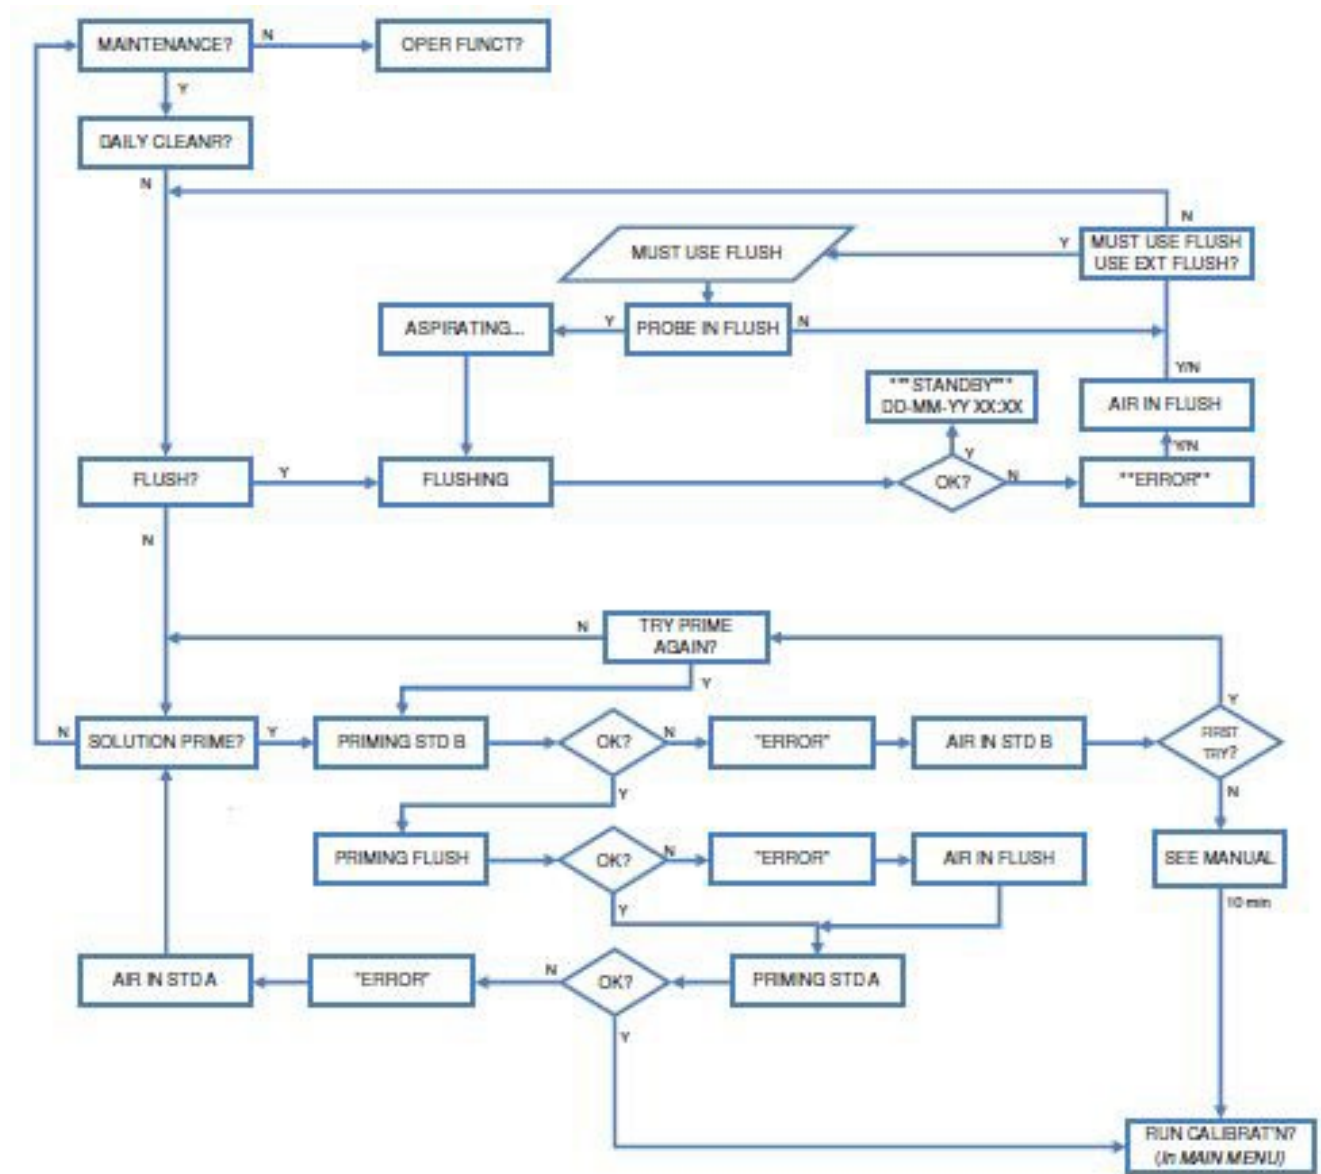 MAINTENANCE?
N
OPER FUNCT?
Y
DAILY CLEANR?
N
N
MUST USE FLUSH
Y
MUST USE FLUSH
USE EXT FLUSH?
ASPIRATING...
Y
PROBE IN FLUSH
N
Y/N
***STANDBY***
DD-MM-YY XX:XX
AIR IN FLUSH
Y/N
Y
FLUSH?
Y
FLUSHING
OK?
N
**ERROR**
N
N
TRY PRIME
AGAIN?
Y
Y
N
SOLUTION PRIME?
Y
PRIMING STD B
OK?
N
"ERROR"
AIR IN STD B
FIRST
TRY?
Y
N
PRIMING FLUSH
OK?
N
"ERROR"
AIR IN FLUSH
SEE MANUAL
Y
10 min
AIR IN STD A
"ERROR"
N
OK?
PRIMING STD A
Y
RUN CALIBRAT'N?
(In MAIN MENU)